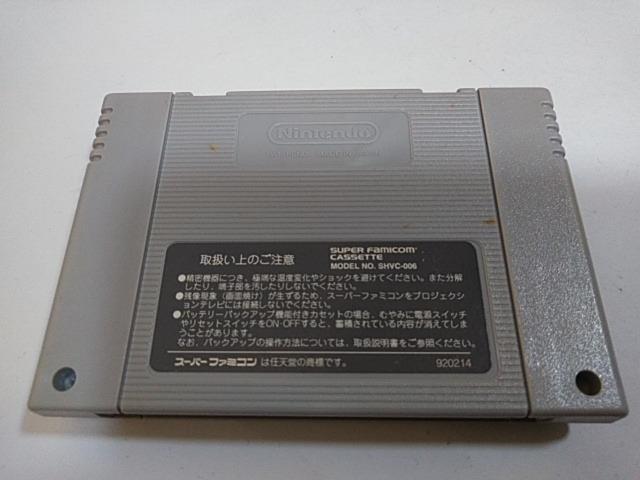 Nintendo
取扱い上のご注意
SUPER FAMICOM
CASSETTE
MODEL NO. SHVC-006
●精密機器につき、極端な温度変化やショックを避けてください。また分解
したり、端子部を汚したりしないでください。
●残像現象(画面焼け)が生ずるため、スーパーファミコンをプロジェクシ
ョンテレビには接続しないでください。
●バッテリーバックアップ機能付きカセットの場合、むやみに電源スイッチ
やリセットスイッチをON・OFFすると、蓄積されている内容が消えてしま
うことがあります。
なお、バックアップの操作方法については、取扱説明書をご参照ください。
スーパーファミコン は任天堂の商標です。
920214